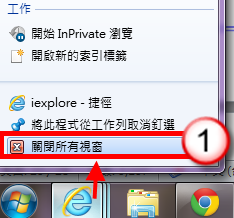 工作
開始 InPrivate 瀏覽
開啟新的索引標籤
iexplore - 捷徑
將此程式從工作列取消釘選
關閉所有視窗
1